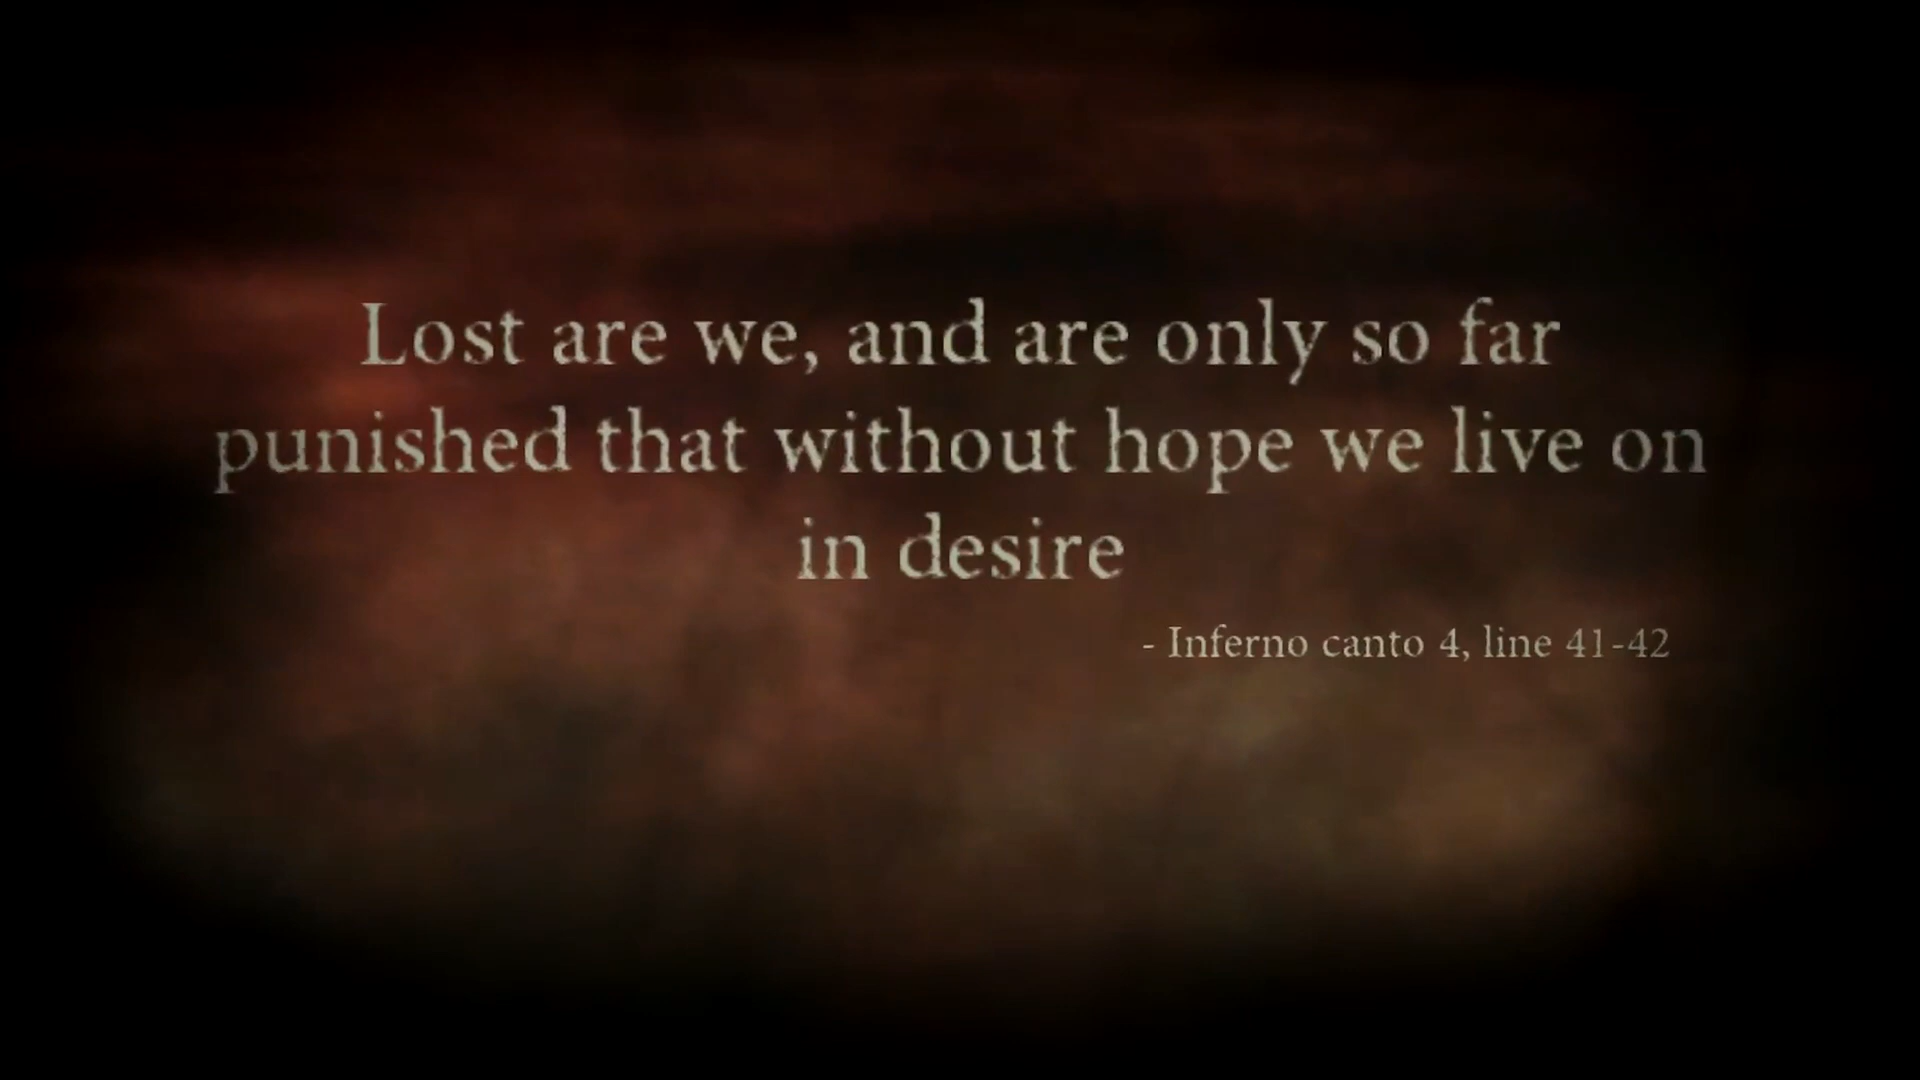 Lost are we, and are only so far
punished that without hope we live on
in desire
- Inferno canto 4, line 41-42